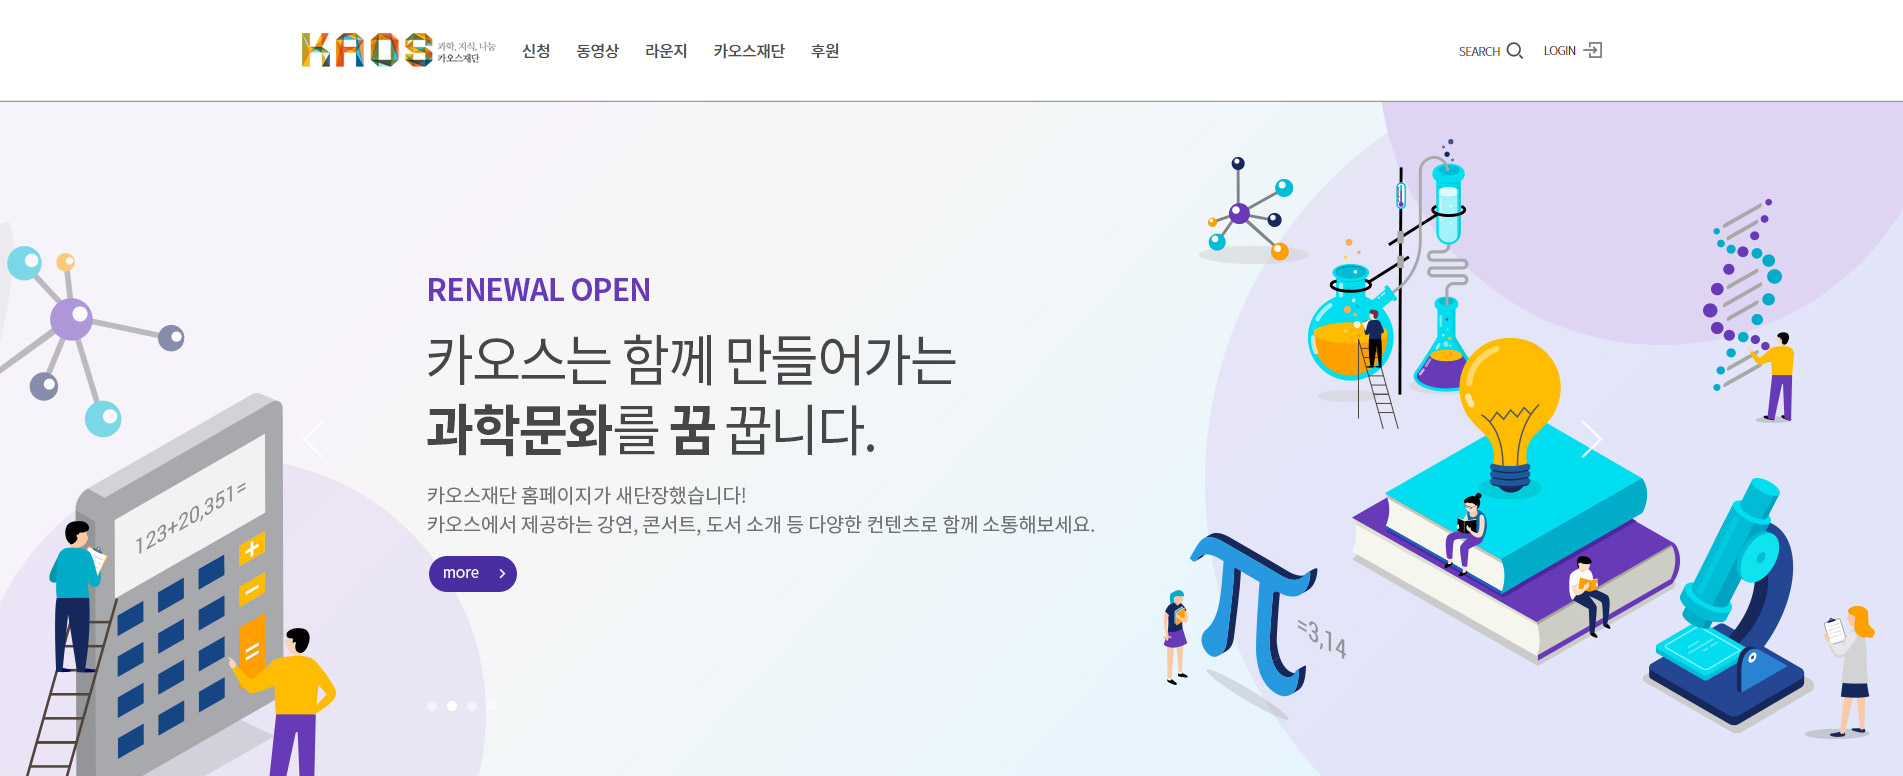 KAOS 과학, 지식, 나눔
카오스재단
신청 동영상 라운지 카오스재단 후원
SEARCH LOGIN
RENEWAL OPEN
카오스는 함께 만들어가는
과학문화를 꿈 꿉니다.
카오스재단 홈페이지가 새단장했습니다!
카오스에서 제공하는 강연, 콘서트, 도서 소개 등 다양한 컨텐츠로 함께 소통해보세요.
more
123+20,351=
+
−
=
π
=3,14